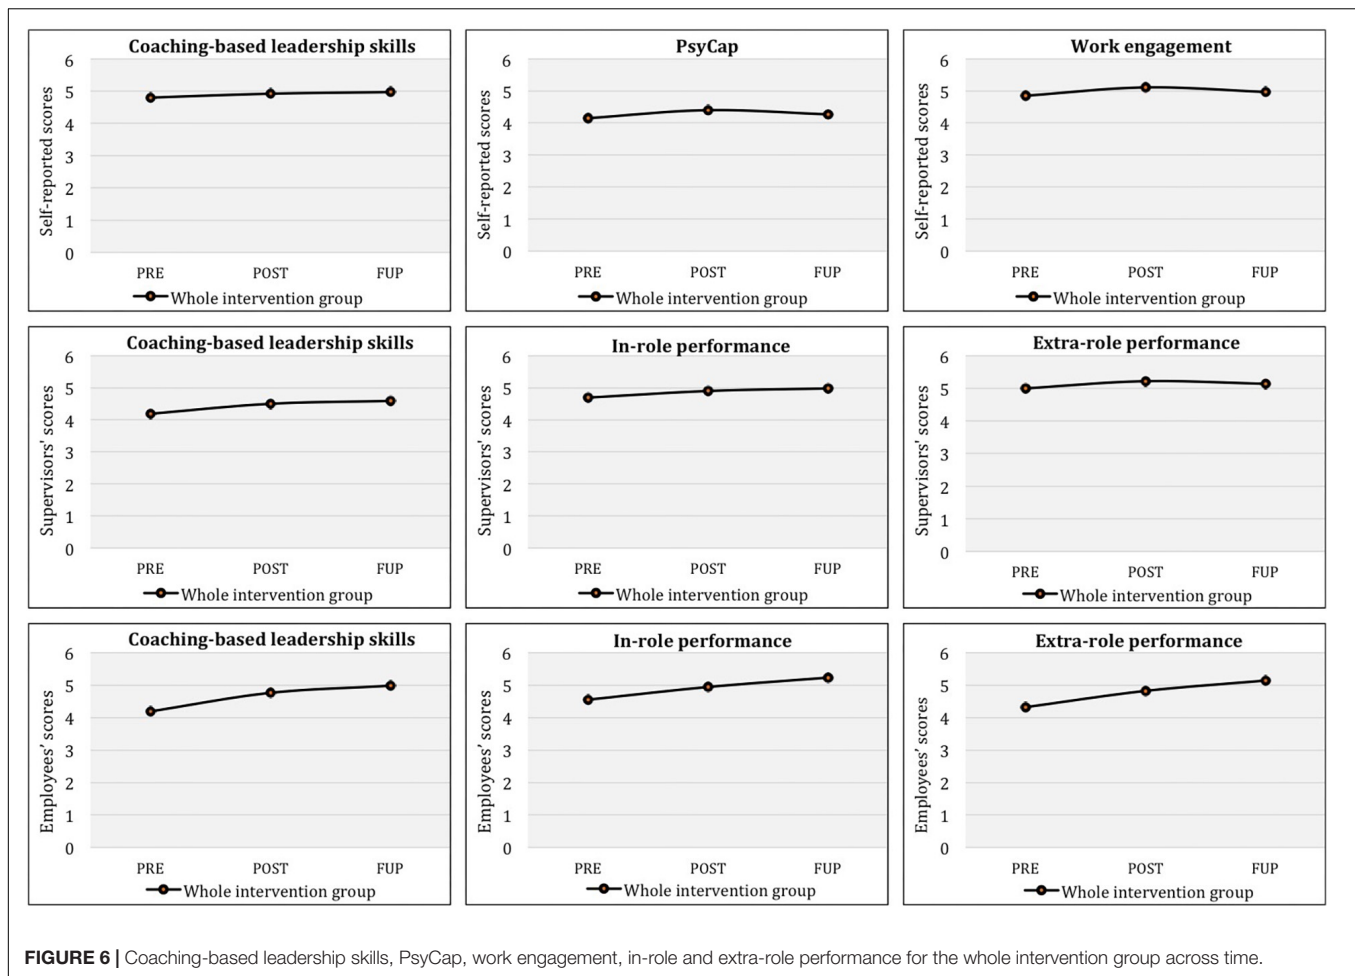 Coaching-based leadership skills
Self-reported scores
6
5
4
3
2
1
0
PRE POST FUP
Whole intervention group
PsyCap
Self-reported scores
6
5
4
3
2
1
0
PRE POST FUP
Whole intervention group
Work engagement
Self-reported scores
6
5
4
3
2
1
0
PRE POST FUP
Whole intervention group
Coaching-based leadership skills
Supervisors' scores
6
5
4
3
2
1
0
PRE POST FUP
Whole intervention group
In-role performance
Supervisors' scores
6
5
4
3
2
1
0
PRE POST FUP
Whole intervention group
Extra-role performance
Supervisors' scores
6
5
4
3
2
1
0
PRE POST FUP
Whole intervention group
Coaching-based leadership skills
Employees' scores
6
5
4
3
2
1
0
PRE POST FUP
Whole intervention group
In-role performance
Employees' scores
6
5
4
3
2
1
0
PRE POST FUP
Whole intervention group
Extra-role performance
Employees' scores
6
5
4
3
2
1
0
PRE POST FUP
Whole intervention group
FIGURE 6 | Coaching-based leadership skills, PsyCap, work engagement, in-role and extra-role performance for the whole intervention group across time.